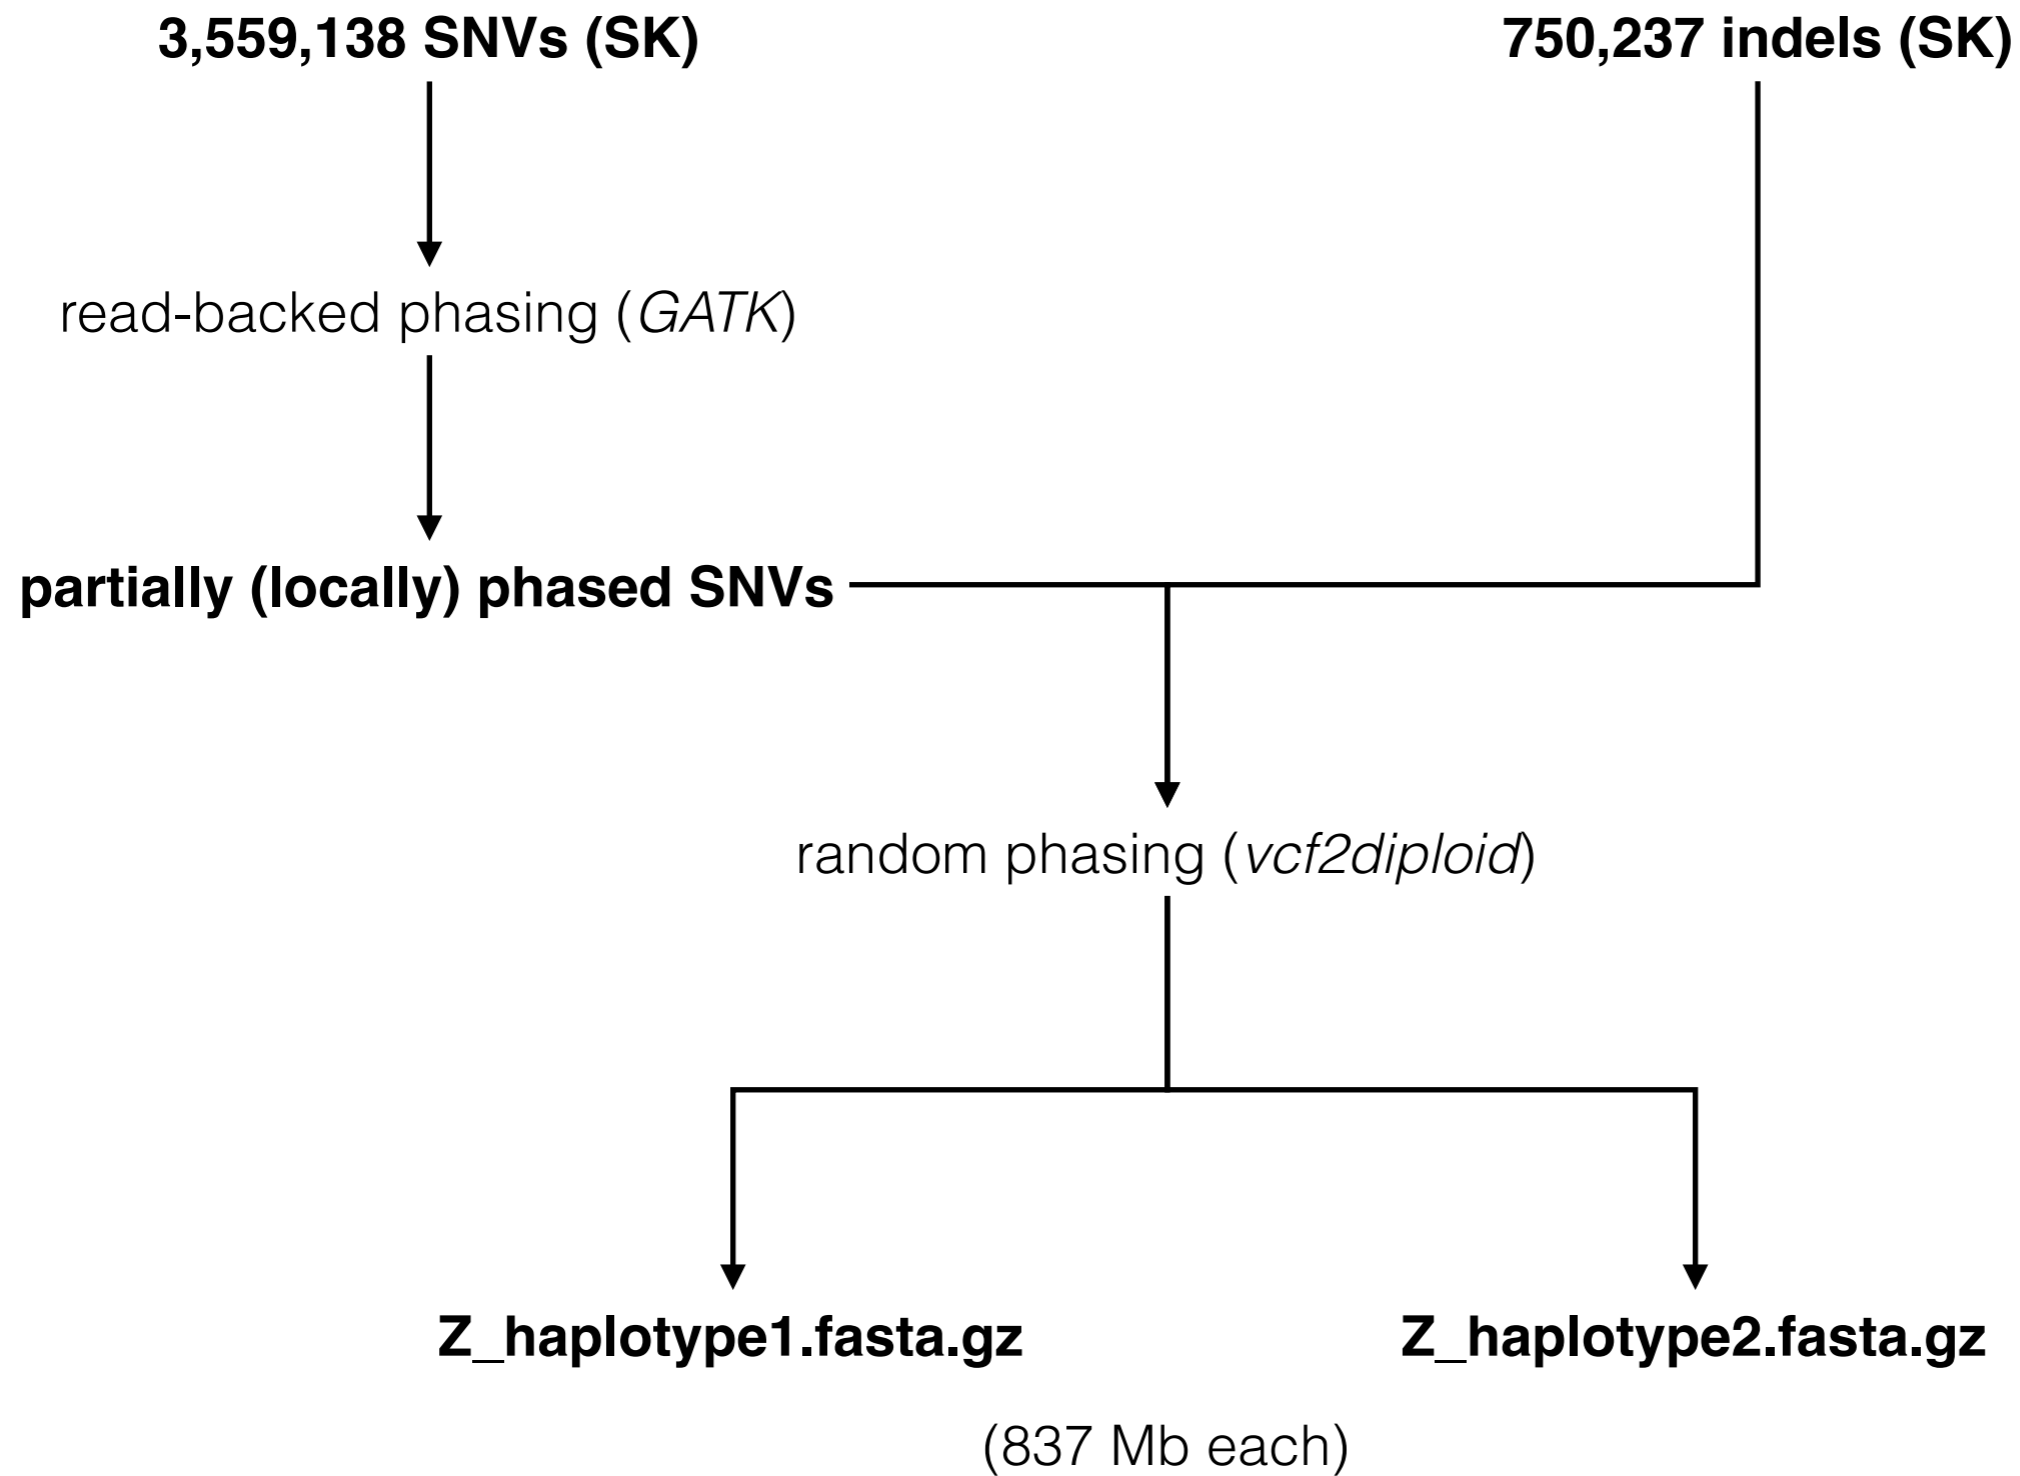 3,559,138 SNVs (SK)
750,237 indels (SK)
read-backed phasing (GATK)
partially (locally) phased SNVs
random phasing (vcf2diploid)
Z_haplotype1.fasta.gz
Z_haplotype2.fasta.gz
(837 Mb each)